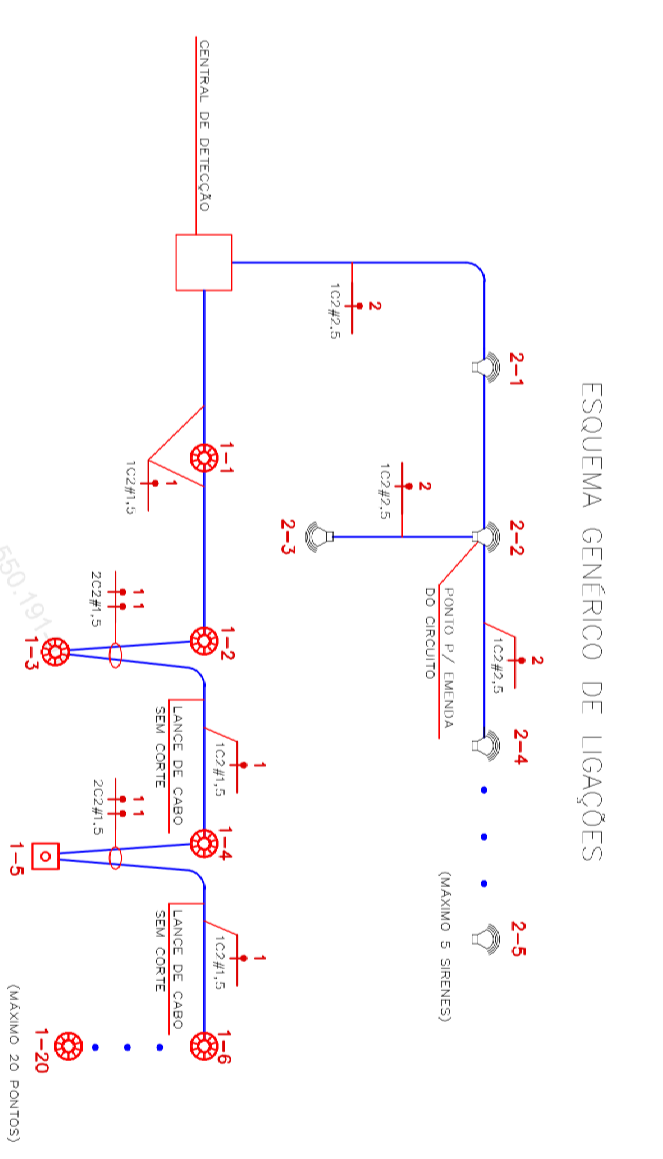 ESQUEMA GENÉRICO DE LIGAÇÕES
2-1
2-2
2-4
2-5
2
1C2#2,5
2
1C2#2,5
2
1C2#2,5
2-3
PONTO P/ EMENDA
DO CIRCUITO
(MÁXIMO 5 SIRENES)
CENTRAL DE DETECÇÃO
1-1
1-2
1-4
1-6
1
1C2#1,5
1
1C2#1,5
1
1C2#1,5
LANCE DE CABO
SEM CORTE
LANCE DE CABO
SEM CORTE
11
2C2#1,5
11
2C2#1,5
1-3
1-5
1-20
(MÁXIMO 20 PONTOS)